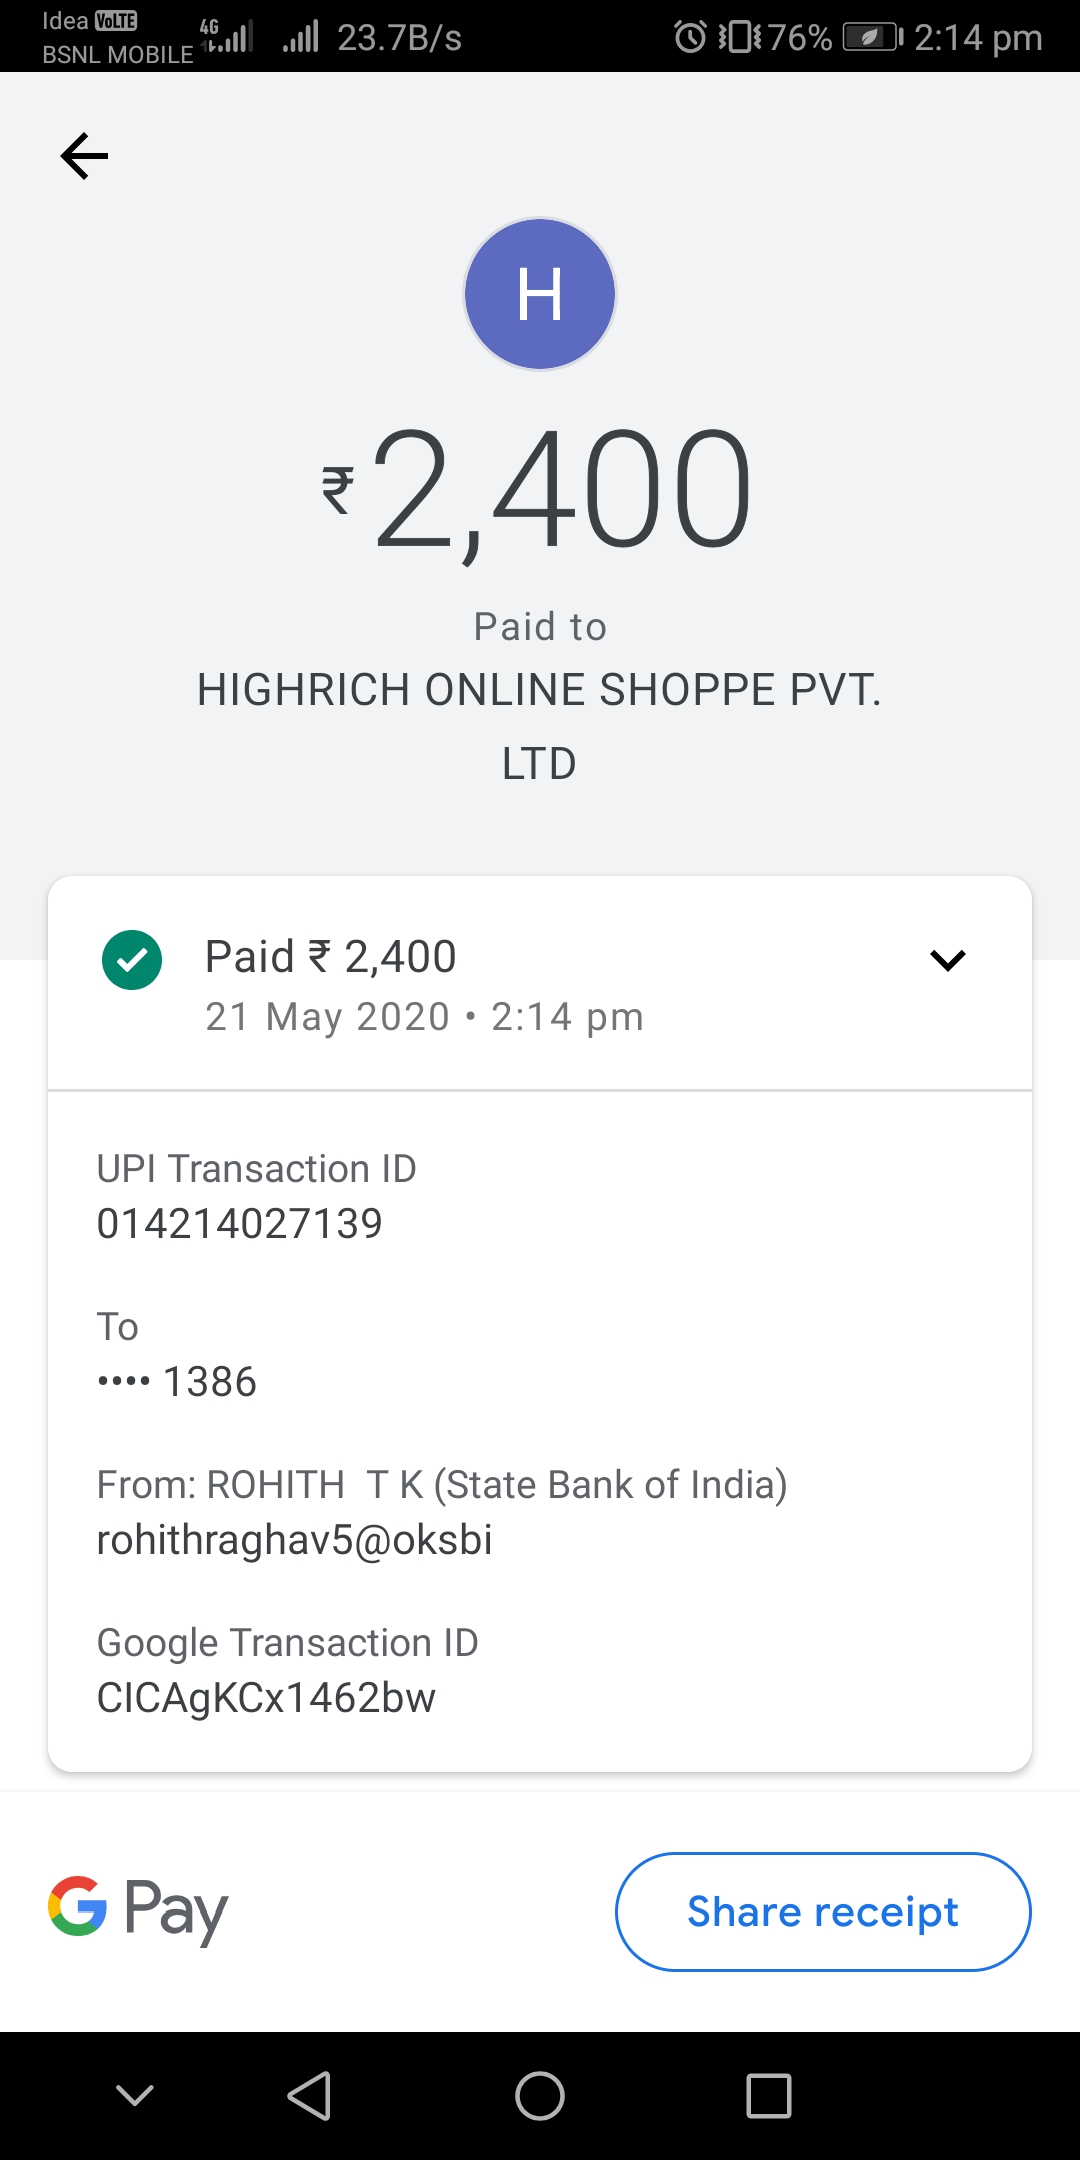 Idea VoLTE 4G 23.7B/s 76% 2:14 pm
BSNL MOBILE
H
₹2,400
Paid to
HIGHRICH ONLINE SHOPPE PVT.
LTD
Paid ₹ 2,400
21 May 2020 • 2:14 pm
UPI Transaction ID
014214027139
To
•••• 1386
From: ROHITH  T K (State Bank of India)
rohithraghav5@oksbi
Google Transaction ID
CICAgKCx1462bw
G Pay
Share receipt